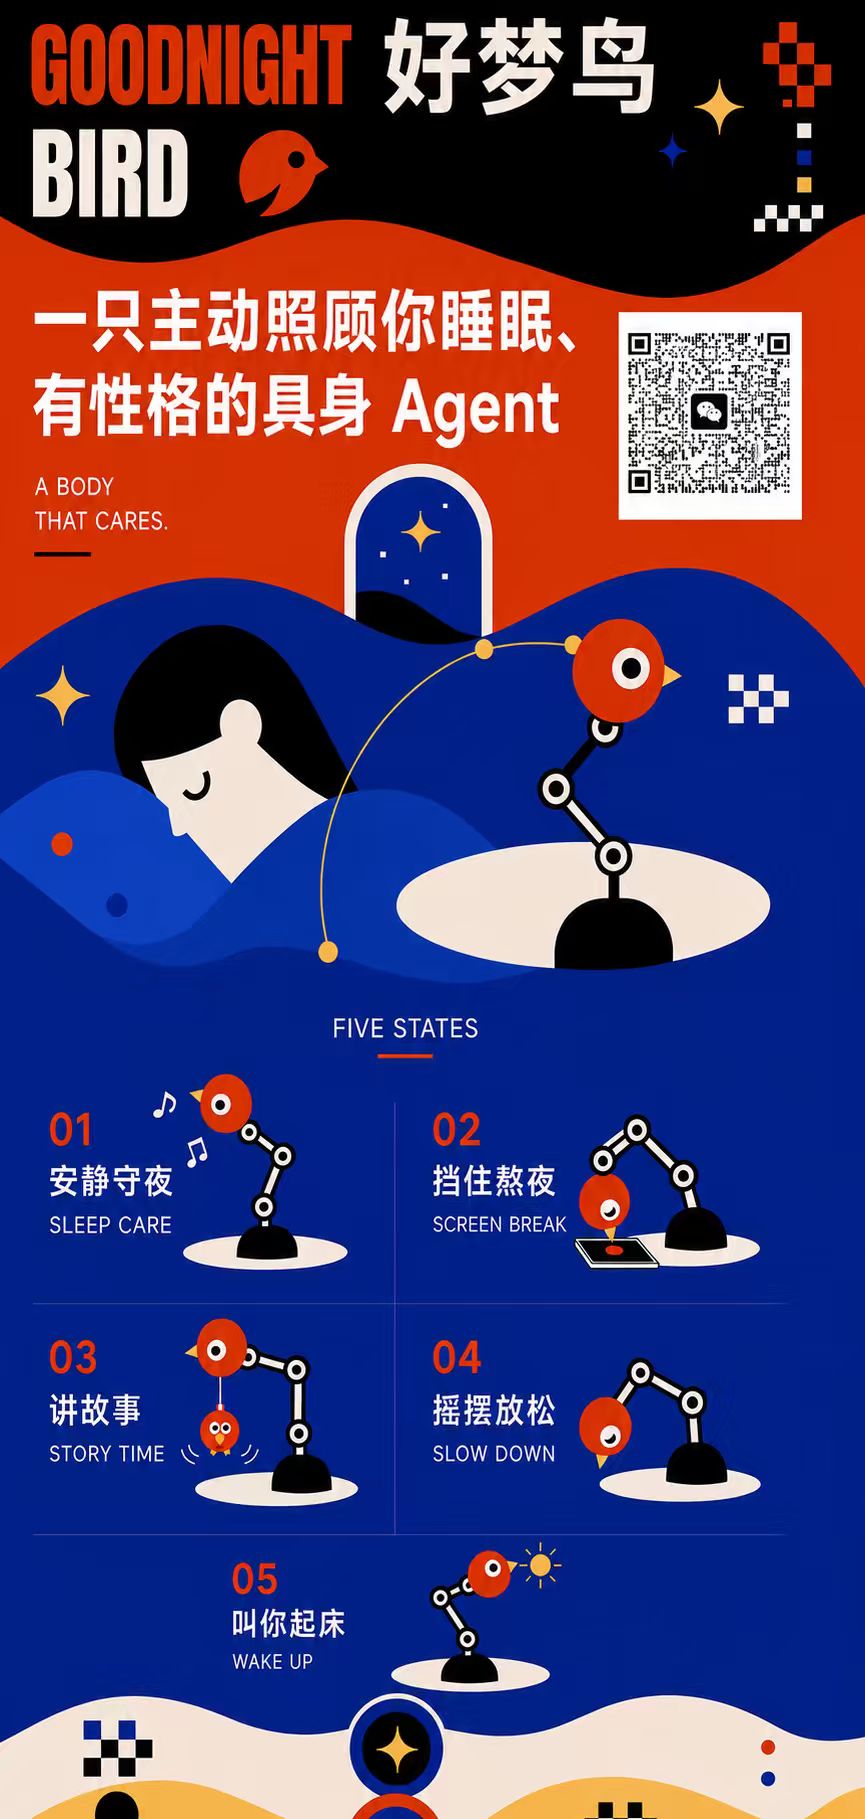 GOODNIGHT 好梦鸟
BIRD
一只主动照顾你睡眠、
有性格的具身 Agent
A BODY
THAT CARES.
FIVE STATES
01
安静守夜
SLEEP CARE
02
挡住熬夜
SCREEN BREAK
03
讲故事
STORY TIME
04
摇摆放松
SLOW DOWN
05
叫你起床
WAKE UP